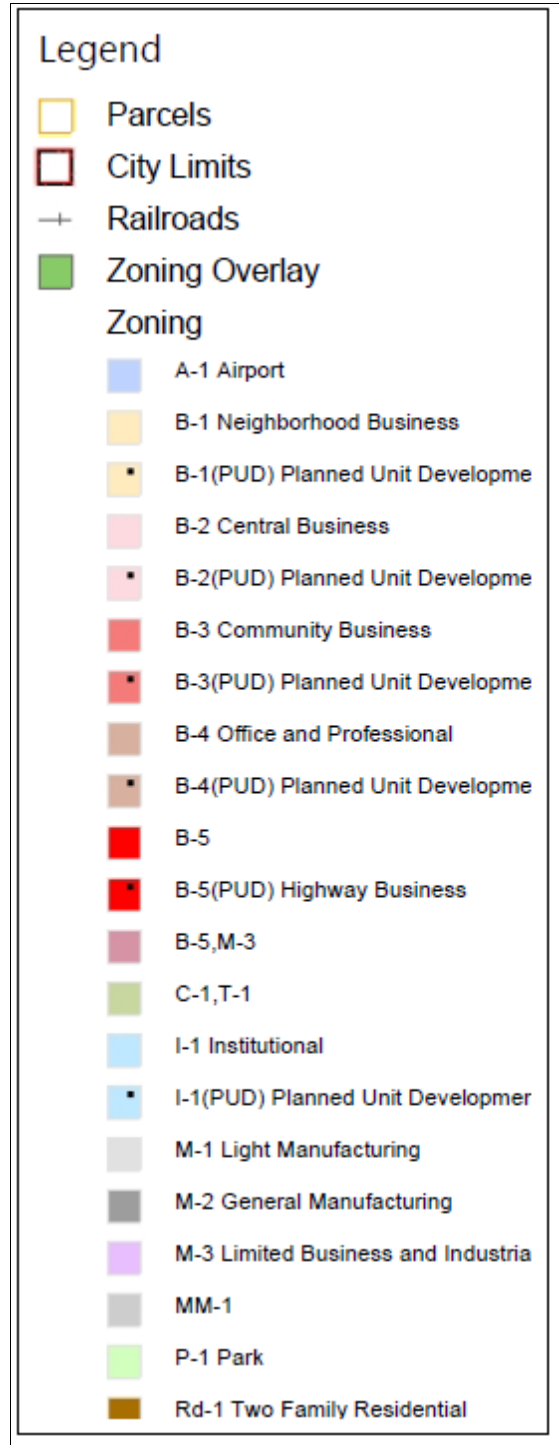 Legend
Parcels
City Limits
Railroads
Zoning Overlay
Zoning
A-1 Airport
B-1 Neighborhood Business
B-1(PUD) Planned Unit Developme
B-2 Central Business
B-2(PUD) Planned Unit Developme
B-3 Community Business
B-3(PUD) Planned Unit Developme
B-4 Office and Professional
B-4(PUD) Planned Unit Developme
B-5
B-5(PUD) Highway Business
B-5,M-3
C-1,T-1
I-1 Institutional
I-1(PUD) Planned Unit Developmer
M-1 Light Manufacturing
M-2 General Manufacturing
M-3 Limited Business and Industria
MM-1
P-1 Park
Rd-1 Two Family Residential